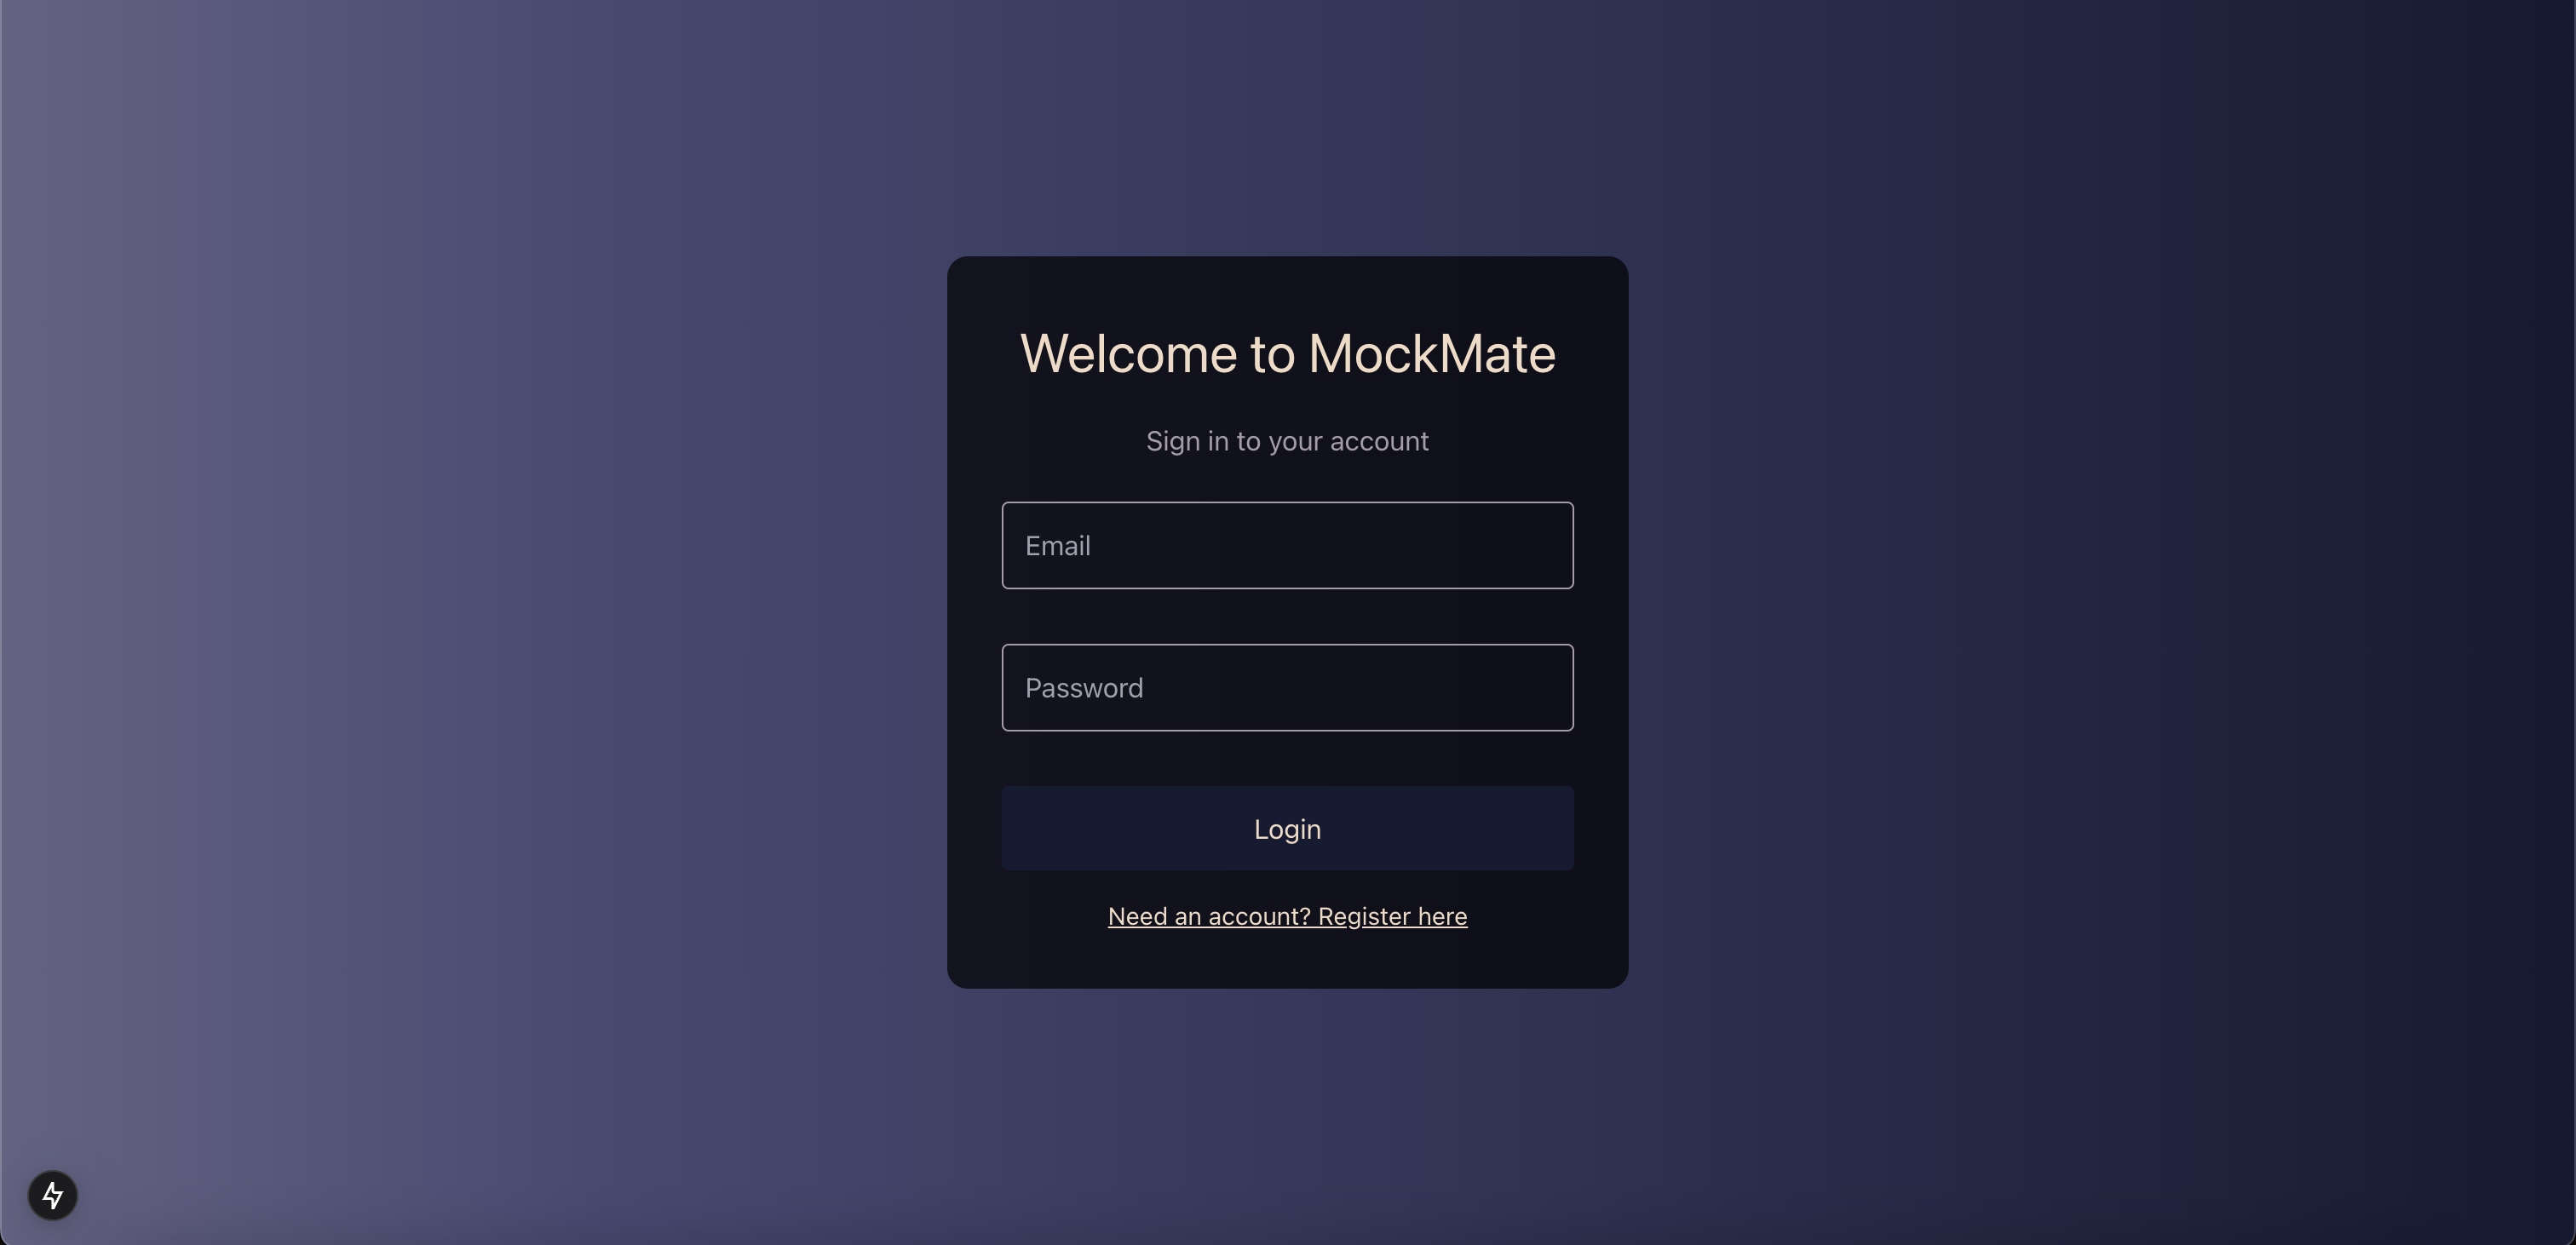 Welcome to MockMate
Sign in to your account
Email
Password
Login
Need an account? Register here